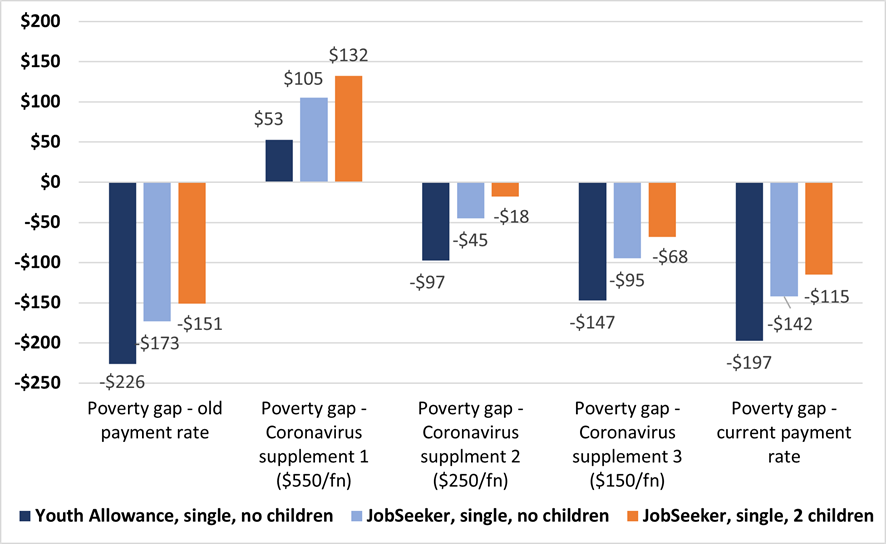 $200
$150
$100
$50
$0
-$50
-$100
-$150
-$200
-$250
-$226
-$173
-$151
$53
$105
$132
-$97
-$45
-$18
-$147
-$95
-$68
-$197
-$142
-$115
Poverty gap - old
payment rate
Poverty gap -
Coronavirus
supplement 1
($550/fn)
Poverty gap -
Coronavirus
supplment 2
($250/fn)
Poverty gap -
Coronavirus
supplement 3
($150/fn)
Poverty gap -
current payment
rate
Youth Allowance, single, no children
JobSeeker, single, no children
JobSeeker, single, 2 children